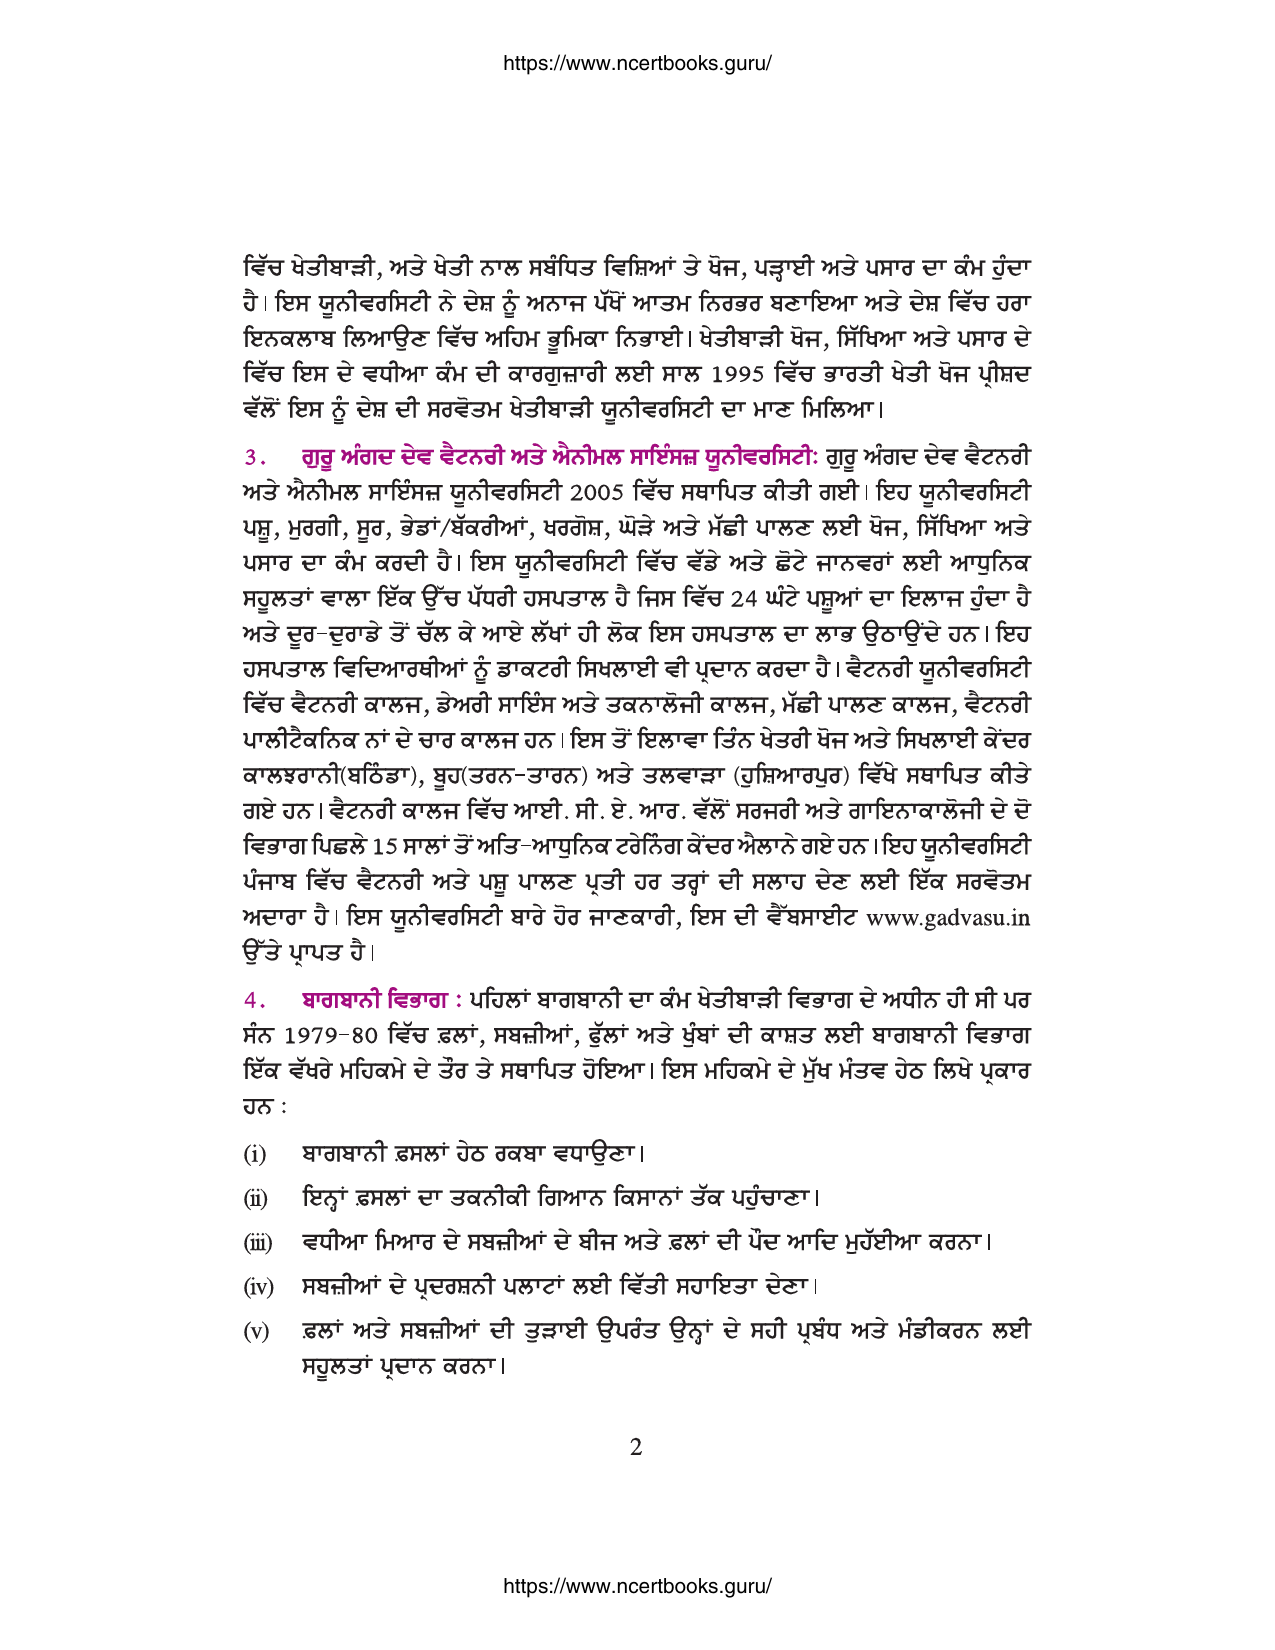 https://www.ncertbooks.guru/
ਵਿੱਚ ਖੇਤੀਬਾੜੀ, ਅਤੇ ਖੇਤੀ ਨਾਲ ਸਬੰਧਿਤ ਵਿਸ਼ਿਆਂ ਤੇ ਖੋਜ, ਪੜ੍ਹਾਈ ਅਤੇ ਪਸਾਰ ਦਾ ਕੰਮ ਹੁੰਦਾ
ਹੈ। ਇਸ ਯੂਨੀਵਰਸਿਟੀ ਨੇ ਦੇਸ਼ ਨੂੰ ਅਨਾਜ ਪੱਖੋਂ ਆਤਮ ਨਿਰਭਰ ਬਣਾਇਆ ਅਤੇ ਦੇਸ਼ ਵਿੱਚ ਹਰਾ
ਇਨਕਲਾਬ ਲਿਆਉਣ ਵਿੱਚ ਅਹਿਮ ਭੂਮਿਕਾ ਨਿਭਾਈ। ਖੇਤੀਬਾੜੀ ਖੋਜ, ਸਿੱਖਿਆ ਅਤੇ ਪਸਾਰ ਦੇ
ਵਿੱਚ ਇਸ ਦੇ ਵਧੀਆ ਕੰਮ ਦੀ ਕਾਰਗੁਜ਼ਾਰੀ ਲਈ ਸਾਲ 1995 ਵਿੱਚ ਭਾਰਤੀ ਖੇਤੀ ਖੋਜ ਪ੍ਰੀਸ਼ਦ
ਵੱਲੋਂ ਇਸ ਨੂੰ ਦੇਸ਼ ਦੀ ਸਰਵੋਤਮ ਖੇਤੀਬਾੜੀ ਯੂਨੀਵਰਸਿਟੀ ਦਾ ਮਾਣ ਮਿਲਿਆ।
3. ਗੁਰੂ ਅੰਗਦ ਦੇਵ ਵੈਟਨਰੀ ਅਤੇ ਐਨੀਮਲ ਸਾਇੰਸਜ਼ ਯੂਨੀਵਰਸਿਟੀ: ਗੁਰੂ ਅੰਗਦ ਦੇਵ ਵੈਟਨਰੀ
ਅਤੇ ਐਨੀਮਲ ਸਾਇੰਸਜ਼ ਯੂਨੀਵਰਸਿਟੀ 2005 ਵਿੱਚ ਸਥਾਪਿਤ ਕੀਤੀ ਗਈ। ਇਹ ਯੂਨੀਵਰਸਿਟੀ
ਪਸ਼ੂ, ਮੁਰਗੀ, ਸੂਰ, ਭੇਡਾਂ/ਬੱਕਰੀਆਂ, ਖਰਗੋਸ਼, ਘੋੜੇ ਅਤੇ ਮੱਛੀ ਪਾਲਣ ਲਈ ਖੋਜ, ਸਿੱਖਿਆ ਅਤੇ
ਪਸਾਰ ਦਾ ਕੰਮ ਕਰਦੀ ਹੈ। ਇਸ ਯੂਨੀਵਰਸਿਟੀ ਵਿੱਚ ਵੱਡੇ ਅਤੇ ਛੋਟੇ ਜਾਨਵਰਾਂ ਲਈ ਆਧੁਨਿਕ
ਸਹੂਲਤਾਂ ਵਾਲਾ ਇੱਕ ਉੱਚ ਪੱਧਰੀ ਹਸਪਤਾਲ ਹੈ ਜਿਸ ਵਿੱਚ 24 ਘੰਟੇ ਪਸ਼ੂਆਂ ਦਾ ਇਲਾਜ ਹੁੰਦਾ ਹੈ
ਅਤੇ ਦੂਰ-ਦੁਰਾਡੇ ਤੋਂ ਚੱਲ ਕੇ ਆਏ ਲੱਖਾਂ ਹੀ ਲੋਕ ਇਸ ਹਸਪਤਾਲ ਦਾ ਲਾਭ ਉਠਾਉਂਦੇ ਹਨ। ਇਹ
ਹਸਪਤਾਲ ਵਿਦਿਆਰਥੀਆਂ ਨੂੰ ਡਾਕਟਰੀ ਸਿਖਲਾਈ ਵੀ ਪ੍ਰਦਾਨ ਕਰਦਾ ਹੈ। ਵੈਟਨਰੀ ਯੂਨੀਵਰਸਿਟੀ
ਵਿੱਚ ਵੈਟਨਰੀ ਕਾਲਜ, ਡੇਅਰੀ ਸਾਇੰਸ ਅਤੇ ਤਕਨਾਲੋਜੀ ਕਾਲਜ, ਮੱਛੀ ਪਾਲਣ ਕਾਲਜ, ਵੈਟਨਰੀ
ਪਾਲੀਟੈਕਨਿਕ ਨਾਂ ਦੇ ਚਾਰ ਕਾਲਜ ਹਨ। ਇਸ ਤੋਂ ਇਲਾਵਾ ਤਿੰਨ ਖੇਤਰੀ ਖੋਜ ਅਤੇ ਸਿਖਲਾਈ ਕੇਂਦਰ
ਕਾਲਝਰਾਨੀ(ਬਠਿੰਡਾ), ਬੂਹ(ਤਰਨ-ਤਾਰਨ) ਅਤੇ ਤਲਵਾੜਾ (ਹੁਸ਼ਿਆਰਪੁਰ) ਵਿੱਖੇ ਸਥਾਪਿਤ ਕੀਤੇ
ਗਏ ਹਨ। ਵੈਟਨਰੀ ਕਾਲਜ ਵਿੱਚ ਆਈ. ਸੀ. ਏ. ਆਰ. ਵੱਲੋਂ ਸਰਜਰੀ ਅਤੇ ਗਾਇਨਾਕਾਲੋਜੀ ਦੇ ਦੋ
ਵਿਭਾਗ ਪਿਛਲੇ 15 ਸਾਲਾਂ ਤੋਂ ਅਤਿ-ਆਧੁਨਿਕ ਟਰੇਨਿੰਗ ਕੇਂਦਰ ਐਲਾਨੇ ਗਏ ਹਨ। ਇਹ ਯੂਨੀਵਰਸਿਟੀ
ਪੰਜਾਬ ਵਿੱਚ ਵੈਟਨਰੀ ਅਤੇ ਪਸ਼ੂ ਪਾਲਣ ਪ੍ਰਤੀ ਹਰ ਤਰ੍ਹਾਂ ਦੀ ਸਲਾਹ ਦੇਣ ਲਈ ਇੱਕ ਸਰਵੋਤਮ
ਅਦਾਰਾ ਹੈ। ਇਸ ਯੂਨੀਵਰਸਿਟੀ ਬਾਰੇ ਹੋਰ ਜਾਣਕਾਰੀ, ਇਸ ਦੀ ਵੈੱਬਸਾਈਟ www.gadvasu.in
ਉੱਤੇ ਪ੍ਰਾਪਤ ਹੈ।
4. ਬਾਗਬਾਨੀ ਵਿਭਾਗ : ਪਹਿਲਾਂ ਬਾਗਬਾਨੀ ਦਾ ਕੰਮ ਖੇਤੀਬਾੜੀ ਵਿਭਾਗ ਦੇ ਅਧੀਨ ਹੀ ਸੀ ਪਰ
ਸੰਨ 1979-80 ਵਿੱਚ ਫ਼ਲਾਂ, ਸਬਜ਼ੀਆਂ, ਫੁੱਲਾਂ ਅਤੇ ਖੁੰਬਾਂ ਦੀ ਕਾਸ਼ਤ ਲਈ ਬਾਗਬਾਨੀ ਵਿਭਾਗ
ਇੱਕ ਵੱਖਰੇ ਮਹਿਕਮੇ ਦੇ ਤੌਰ ਤੇ ਸਥਾਪਿਤ ਹੋਇਆ। ਇਸ ਮਹਿਕਮੇ ਦੇ ਮੁੱਖ ਮੰਤਵ ਹੇਠ ਲਿਖੇ ਪ੍ਰਕਾਰ
ਹਨ :
(i) ਬਾਗਬਾਨੀ ਫ਼ਸਲਾਂ ਹੇਠ ਰਕਬਾ ਵਧਾਉਣਾ।
(ii) ਇਨ੍ਹਾਂ ਫ਼ਸਲਾਂ ਦਾ ਤਕਨੀਕੀ ਗਿਆਨ ਕਿਸਾਨਾਂ ਤੱਕ ਪਹੁੰਚਾਣਾ।
(iii) ਵਧੀਆ ਮਿਆਰ ਦੇ ਸਬਜ਼ੀਆਂ ਦੇ ਬੀਜ ਅਤੇ ਫ਼ਲਾਂ ਦੀ ਪੌਦ ਆਦਿ ਮੁਹੱਈਆ ਕਰਨਾ।
(iv) ਸਬਜ਼ੀਆਂ ਦੇ ਪ੍ਰਦਰਸ਼ਨੀ ਪਲਾਟਾਂ ਲਈ ਵਿੱਤੀ ਸਹਾਇਤਾ ਦੇਣਾ।
(v) ਫ਼ਲਾਂ ਅਤੇ ਸਬਜ਼ੀਆਂ ਦੀ ਤੁੜਾਈ ਉਪਰੰਤ ਉਨ੍ਹਾਂ ਦੇ ਸਹੀ ਪ੍ਰਬੰਧ ਅਤੇ ਮੰਡੀਕਰਨ ਲਈ
ਸਹੂਲਤਾਂ ਪ੍ਰਦਾਨ ਕਰਨਾ।
2
https://www.ncertbooks.guru/